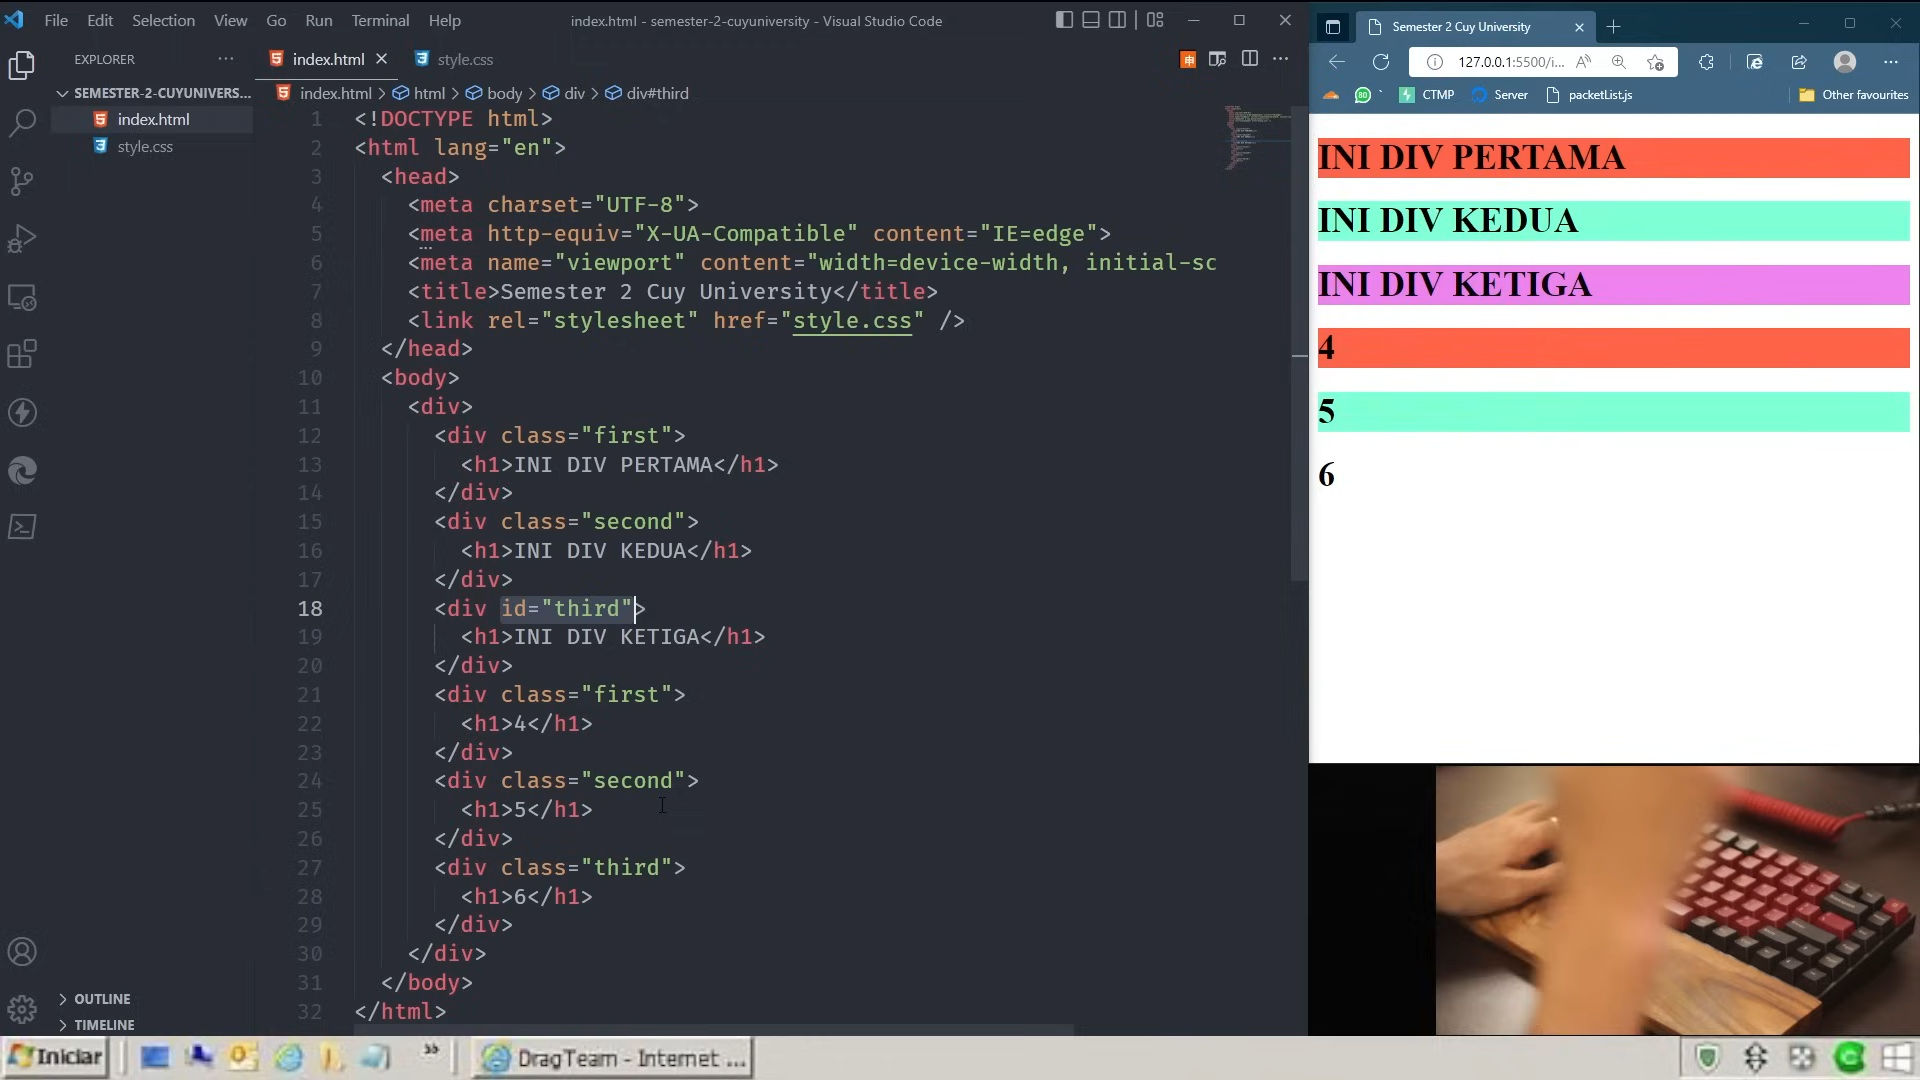 File Edit Selection View Go Run Terminal Help
index.html - semester-2-cuyuniversity - Visual Studio Code
EXPLORER
SEMESTER-2-CUYUNIVERS...
index.html
style.css
index.html
style.css
index.html > html > body > div > div#third
1 <!DOCTYPE html>
2 <html lang="en">
3 <head>
4 <meta charset="UTF-8">
5 <meta http-equiv="X-UA-Compatible" content="IE=edge">
6 <meta name="viewport" content="width=device-width, initial-sc
7 <title>Semester 2 Cuy University</title>
8 <link rel="stylesheet" href="style.css" />
9 </head>
10 <body>
11 <div>
12 <div class="first">
13 <h1>INI DIV PERTAMA</h1>
14 </div>
15 <div class="second">
16 <h1>INI DIV KEDUA</h1>
17 </div>
18 <div id="third">
19 <h1>INI DIV KETIGA</h1>
20 </div>
21 <div class="first">
22 <h1>4</h1>
23 </div>
24 <div class="second">
25 <h1>5</h1>
26 </div>
27 <div class="third">
28 <h1>6</h1>
29 </div>
30 </div>
31 </body>
32 </html>
OUTLINE
TIMELINE
Semester 2 Cuy University
127.0.0.1:5500/i...
80 CTMP Server packetList.js Other favourites
INI DIV PERTAMA
INI DIV KEDUA
INI DIV KETIGA
4
5
6
Iniciar
DragTeam - Internet ...